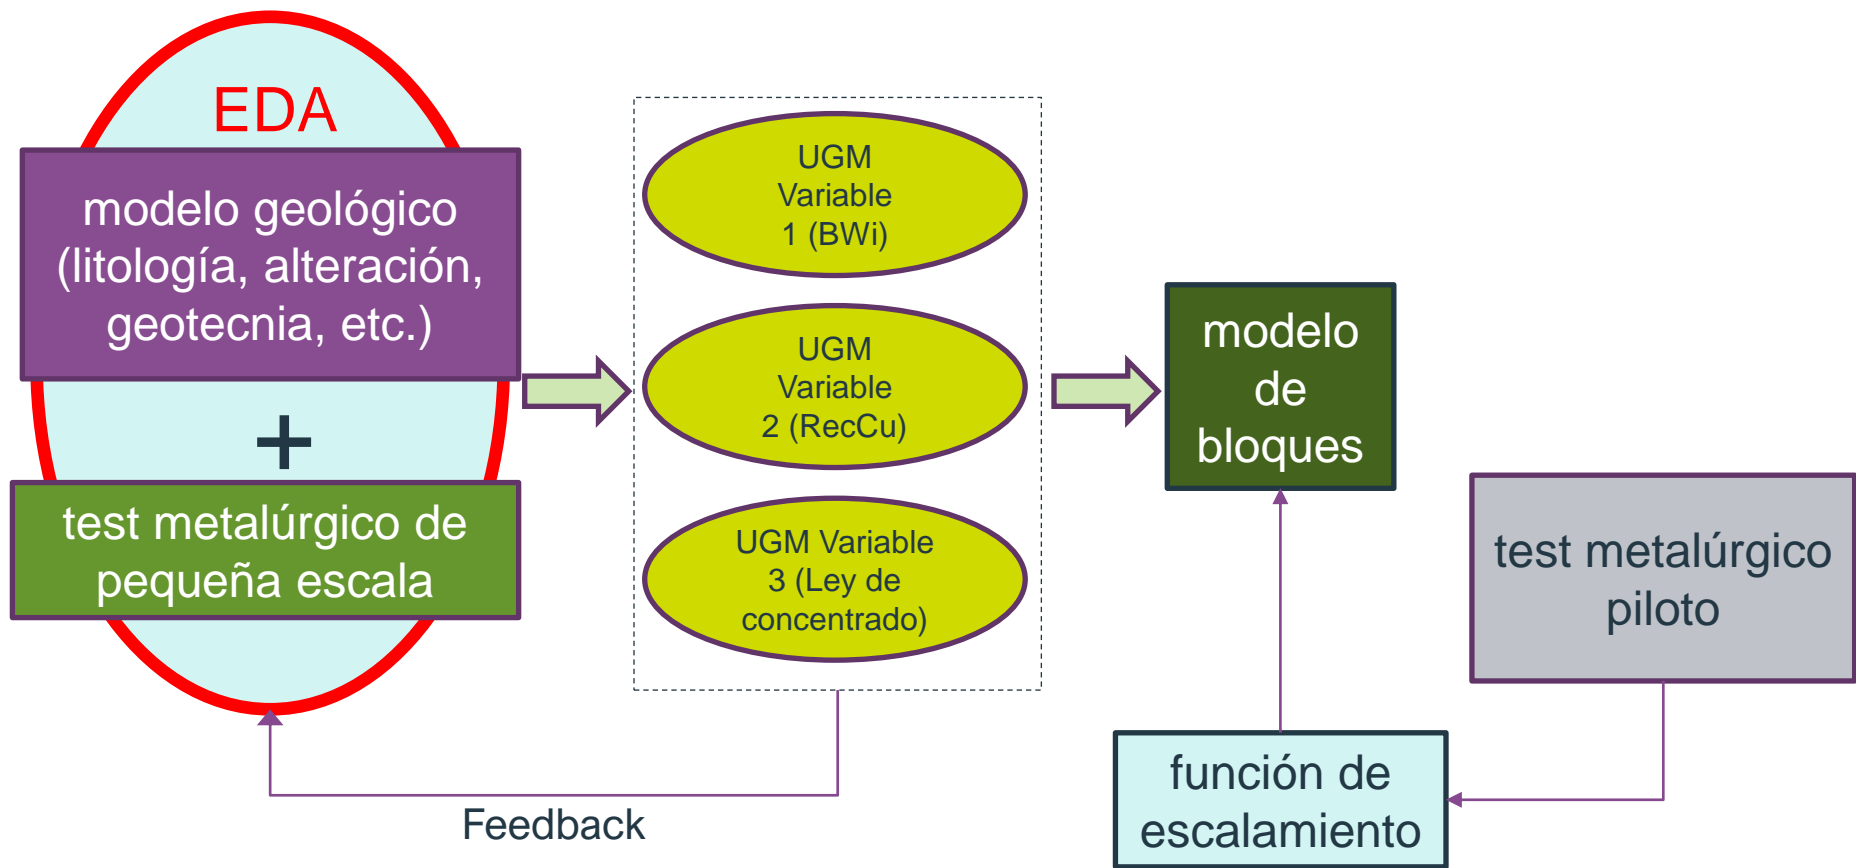 EDA
modelo geológico
(litología, alteración,
geotecnia, etc.)
+
test metalúrgico de
pequeña escala
UGM
Variable
1 (BWi)
UGM
Variable
2 (RecCu)
UGM Variable
3 (Ley de
concentrado)
modelo
de
bloques
test metalúrgico
piloto
función de
escalamiento
Feedback